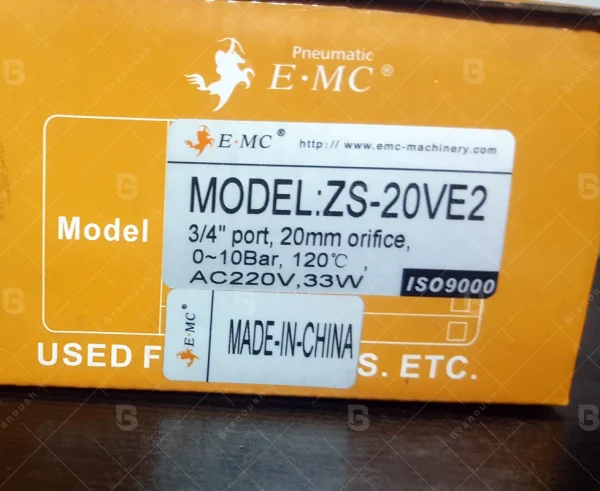 Pneumatic
E·MC®
E·MC® http:// www.emc-machinery.com
MODEL:ZS-20VE2
Model
3/4" port, 20mm orifice,
0~10Bar, 120℃ ,
AC220V,33W
ISO9000
E·MC®
MADE-IN-CHINA
USED F S. ETC.